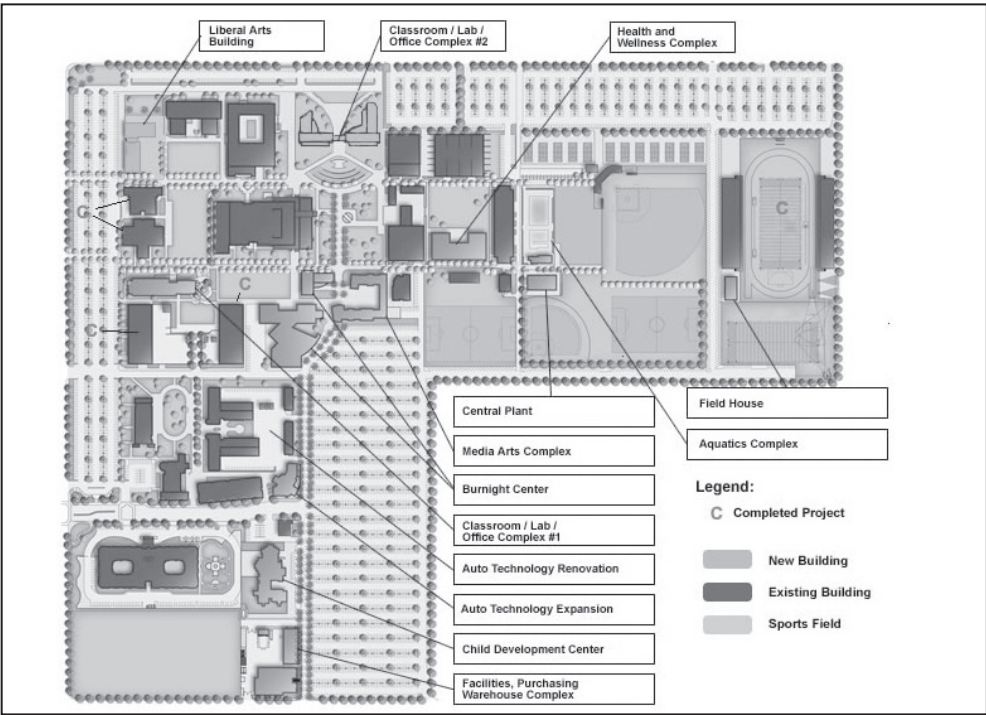 Liberal Arts
Building
Classroom / Lab /
Office Complex #2
Health and
Wellness Complex
C
C
C
C
Central Plant
Media Arts Complex
Burnight Center
Classroom / Lab /
Office Complex #1
Auto Technology Renovation
Auto Technology Expansion
Child Development Center
Facilities, Purchasing
Warehouse Complex
Field House
Aquatics Complex
Legend:
C Completed Project
New Building
Existing Building
Sports Field